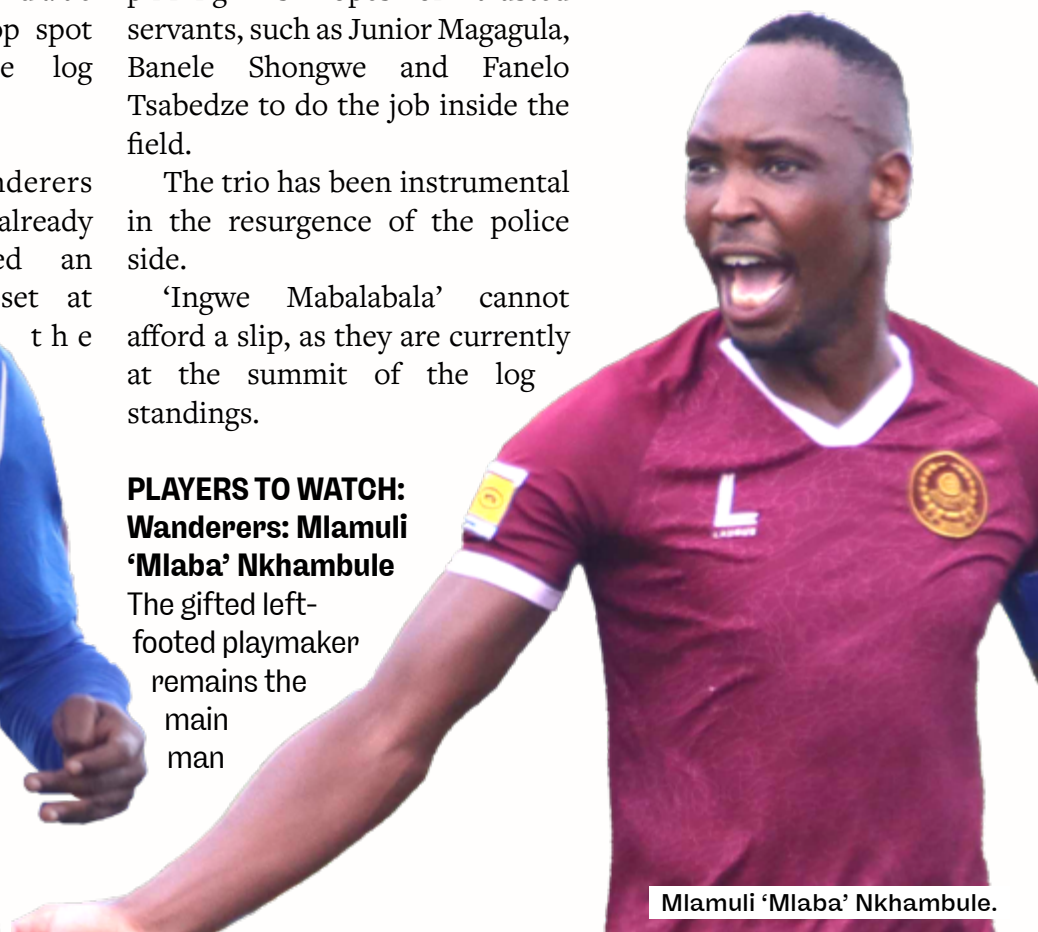 op spot
e log
nderers
already
ed an
set at
the
servants, such as Junior Magagula,
Banele Shongwe and Fanelo
Tsabedze to do the job inside the
field.
The trio has been instrumental
in the resurgence of the police
side.
‘Ingwe Mabalabala’ cannot
afford a slip, as they are currently
at the summit of the log
standings.
PLAYERS TO WATCH:
Wanderers: Mlamuli
‘Mlaba’ Nkhambule
The gifted left-
footed playmaker
remains the
main
man
L
Mlamuli ‘Mlaba’ Nkhambule.